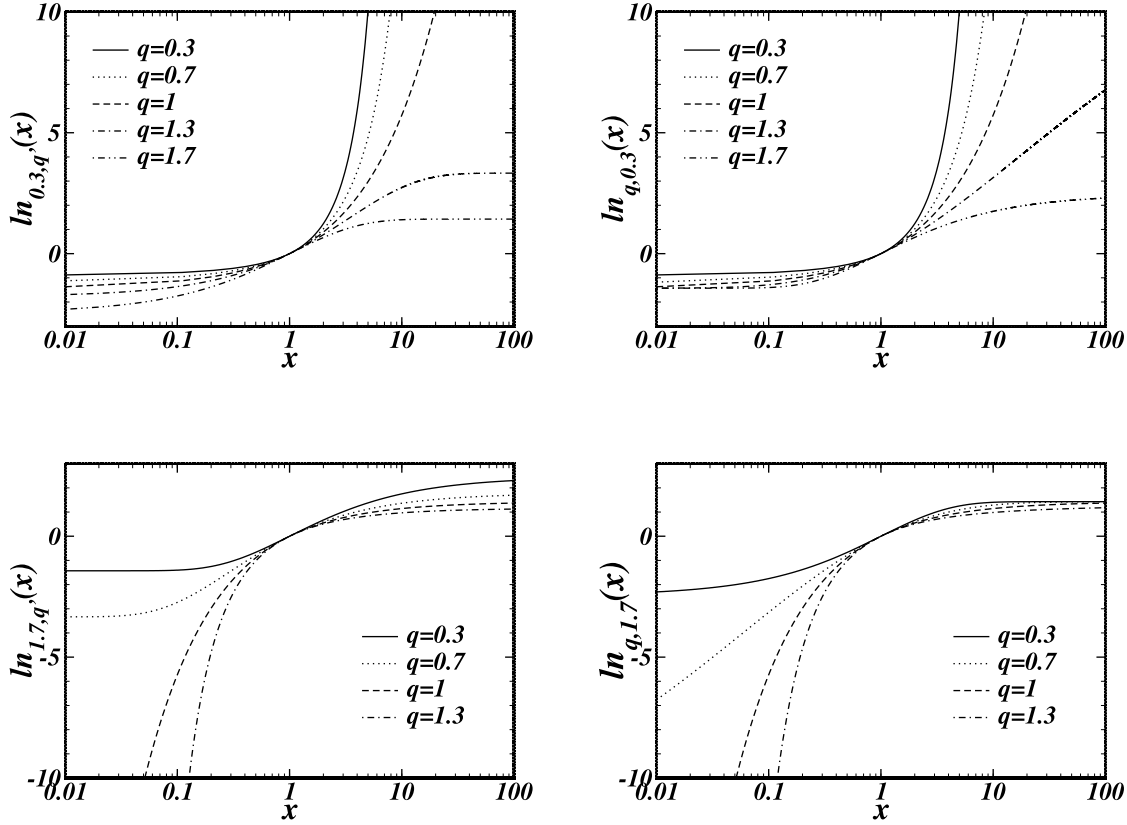 10
5
0
ln0.3,q'(x)
q=0.3
q=0.7
q=1
q=1.3
q=1.7
0.01 0.1 1 10 100
x
10
5
0
lnq,0.3(x)
q=0.3
q=0.7
q=1
q=1.3
q=1.7
0.01 0.1 1 10 100
x
0
-5
-10
ln1.7,q'(x)
q=0.3
q=0.7
q=1
q=1.3
0.01 0.1 1 10 100
x
0
-5
-10
lnq,1.7(x)
q=0.3
q=0.7
q=1
q=1.3
0.01 0.1 1 10 100
x